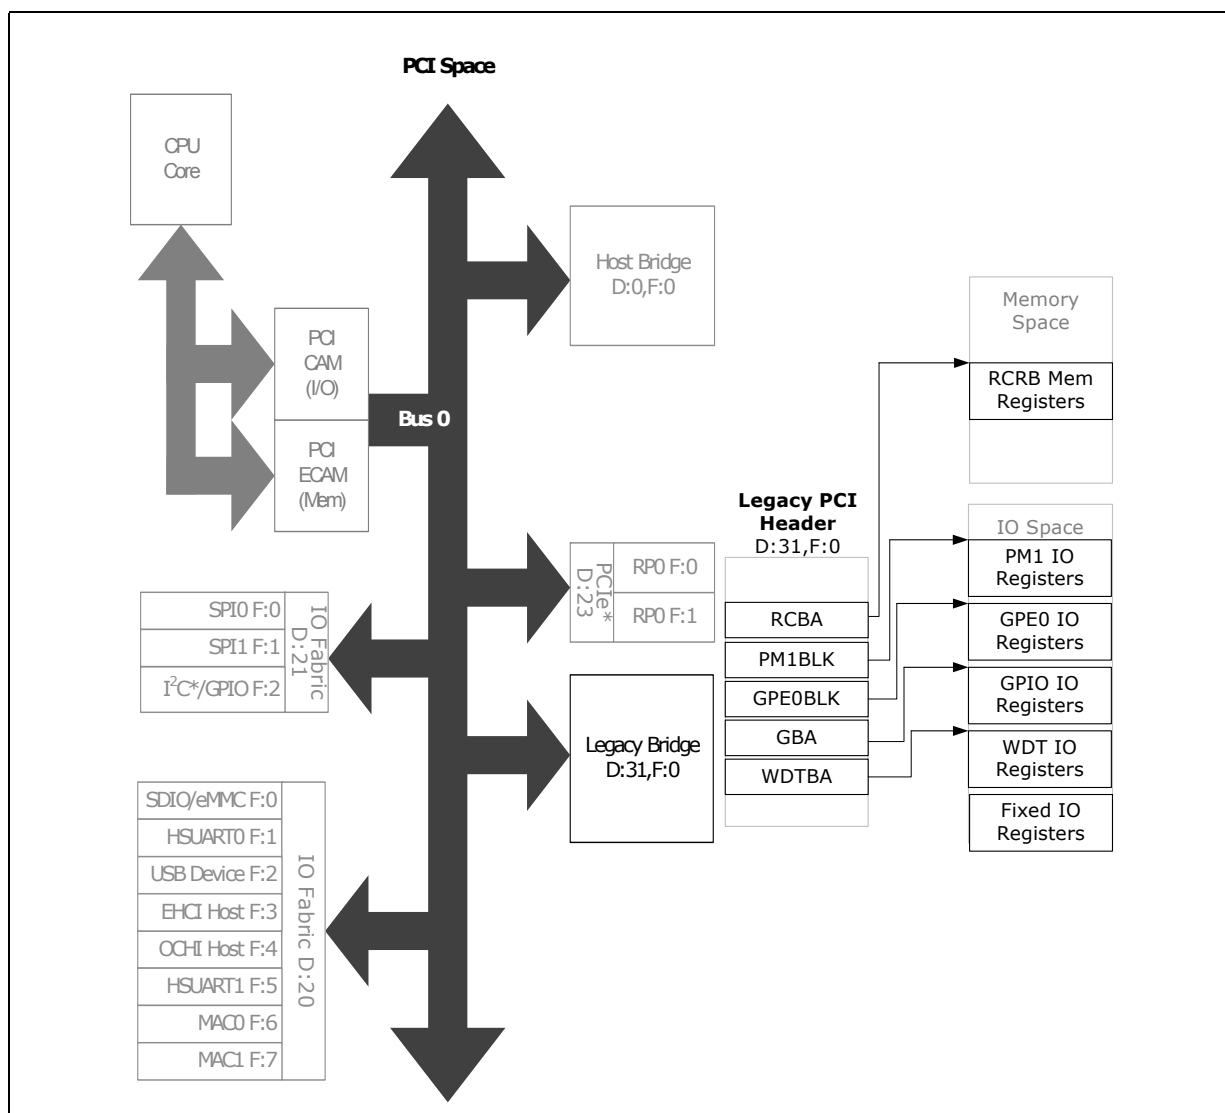 PCI Space
CPU
Core
Host Bridge
D:0,F:0
PCI
CAM
(I/O)
Bus 0
PCI
ECAM
(Mem)
Memory
Space
RCRB Mem
Registers
Legacy PCI
Header
D:31,F:0
RCBA
PM1BLK
GPE0BLK
GBA
WDTBA
IO Space
PM1 IO
Registers
GPE0 IO
Registers
GPIO IO
Registers
WDT IO
Registers
Fixed IO
Registers
PCIe*
D:23
RP0 F:0
RP0 F:1
SPI0 F:0
SPI1 F:1
I²C*/GPIO F:2
IO Fabric
D:21
Legacy Bridge
D:31,F:0
SDIO/eMMC F:0
HSUART0 F:1
USB Device F:2
EHCI Host F:3
OCHI Host F:4
HSUART1 F:5
MAC0 F:6
MAC1 F:7
IO Fabric D:20